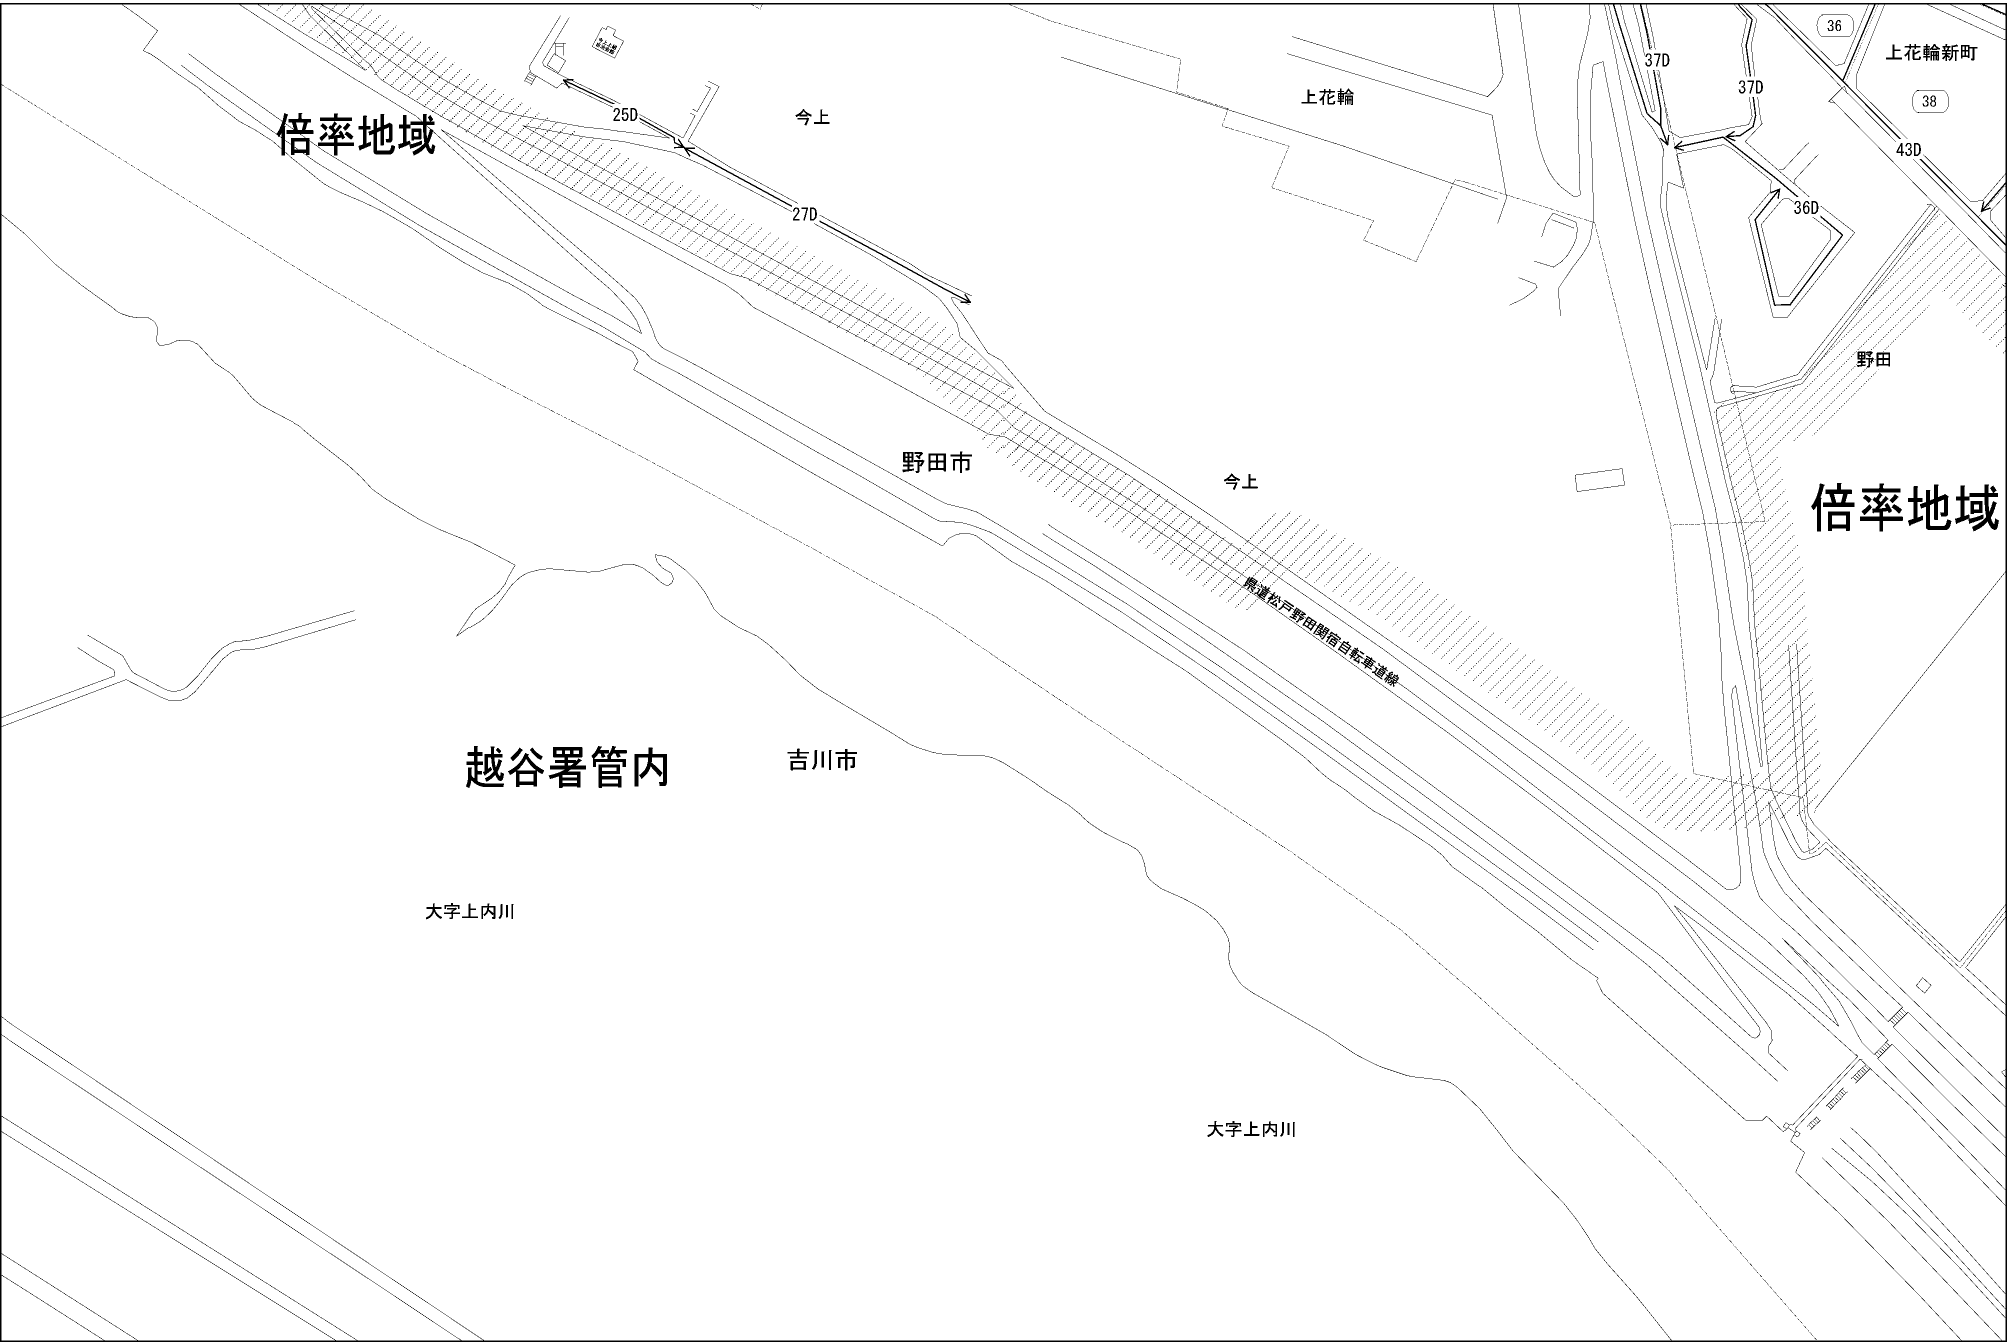 36
上花輪新町
37D
37D
38
上花輪
25D
今上
倍率地域
43D
27D
36D
野田
野田市
今上
倍率地域
県道松戸野田関宿自転車道線
越谷署管内
吉川市
大字上内川
大字上内川